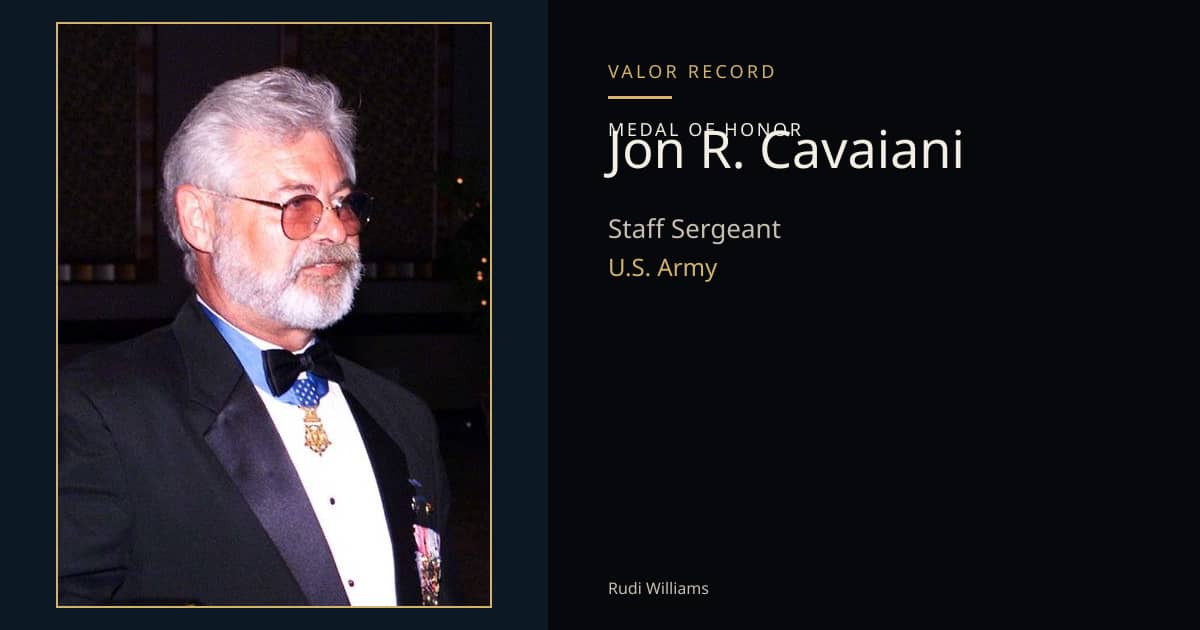 VALOR RECORD
MEDAL OF HONOR
Jon R. Cavaiani
Staff Sergeant
U.S. Army
Rudi Williams